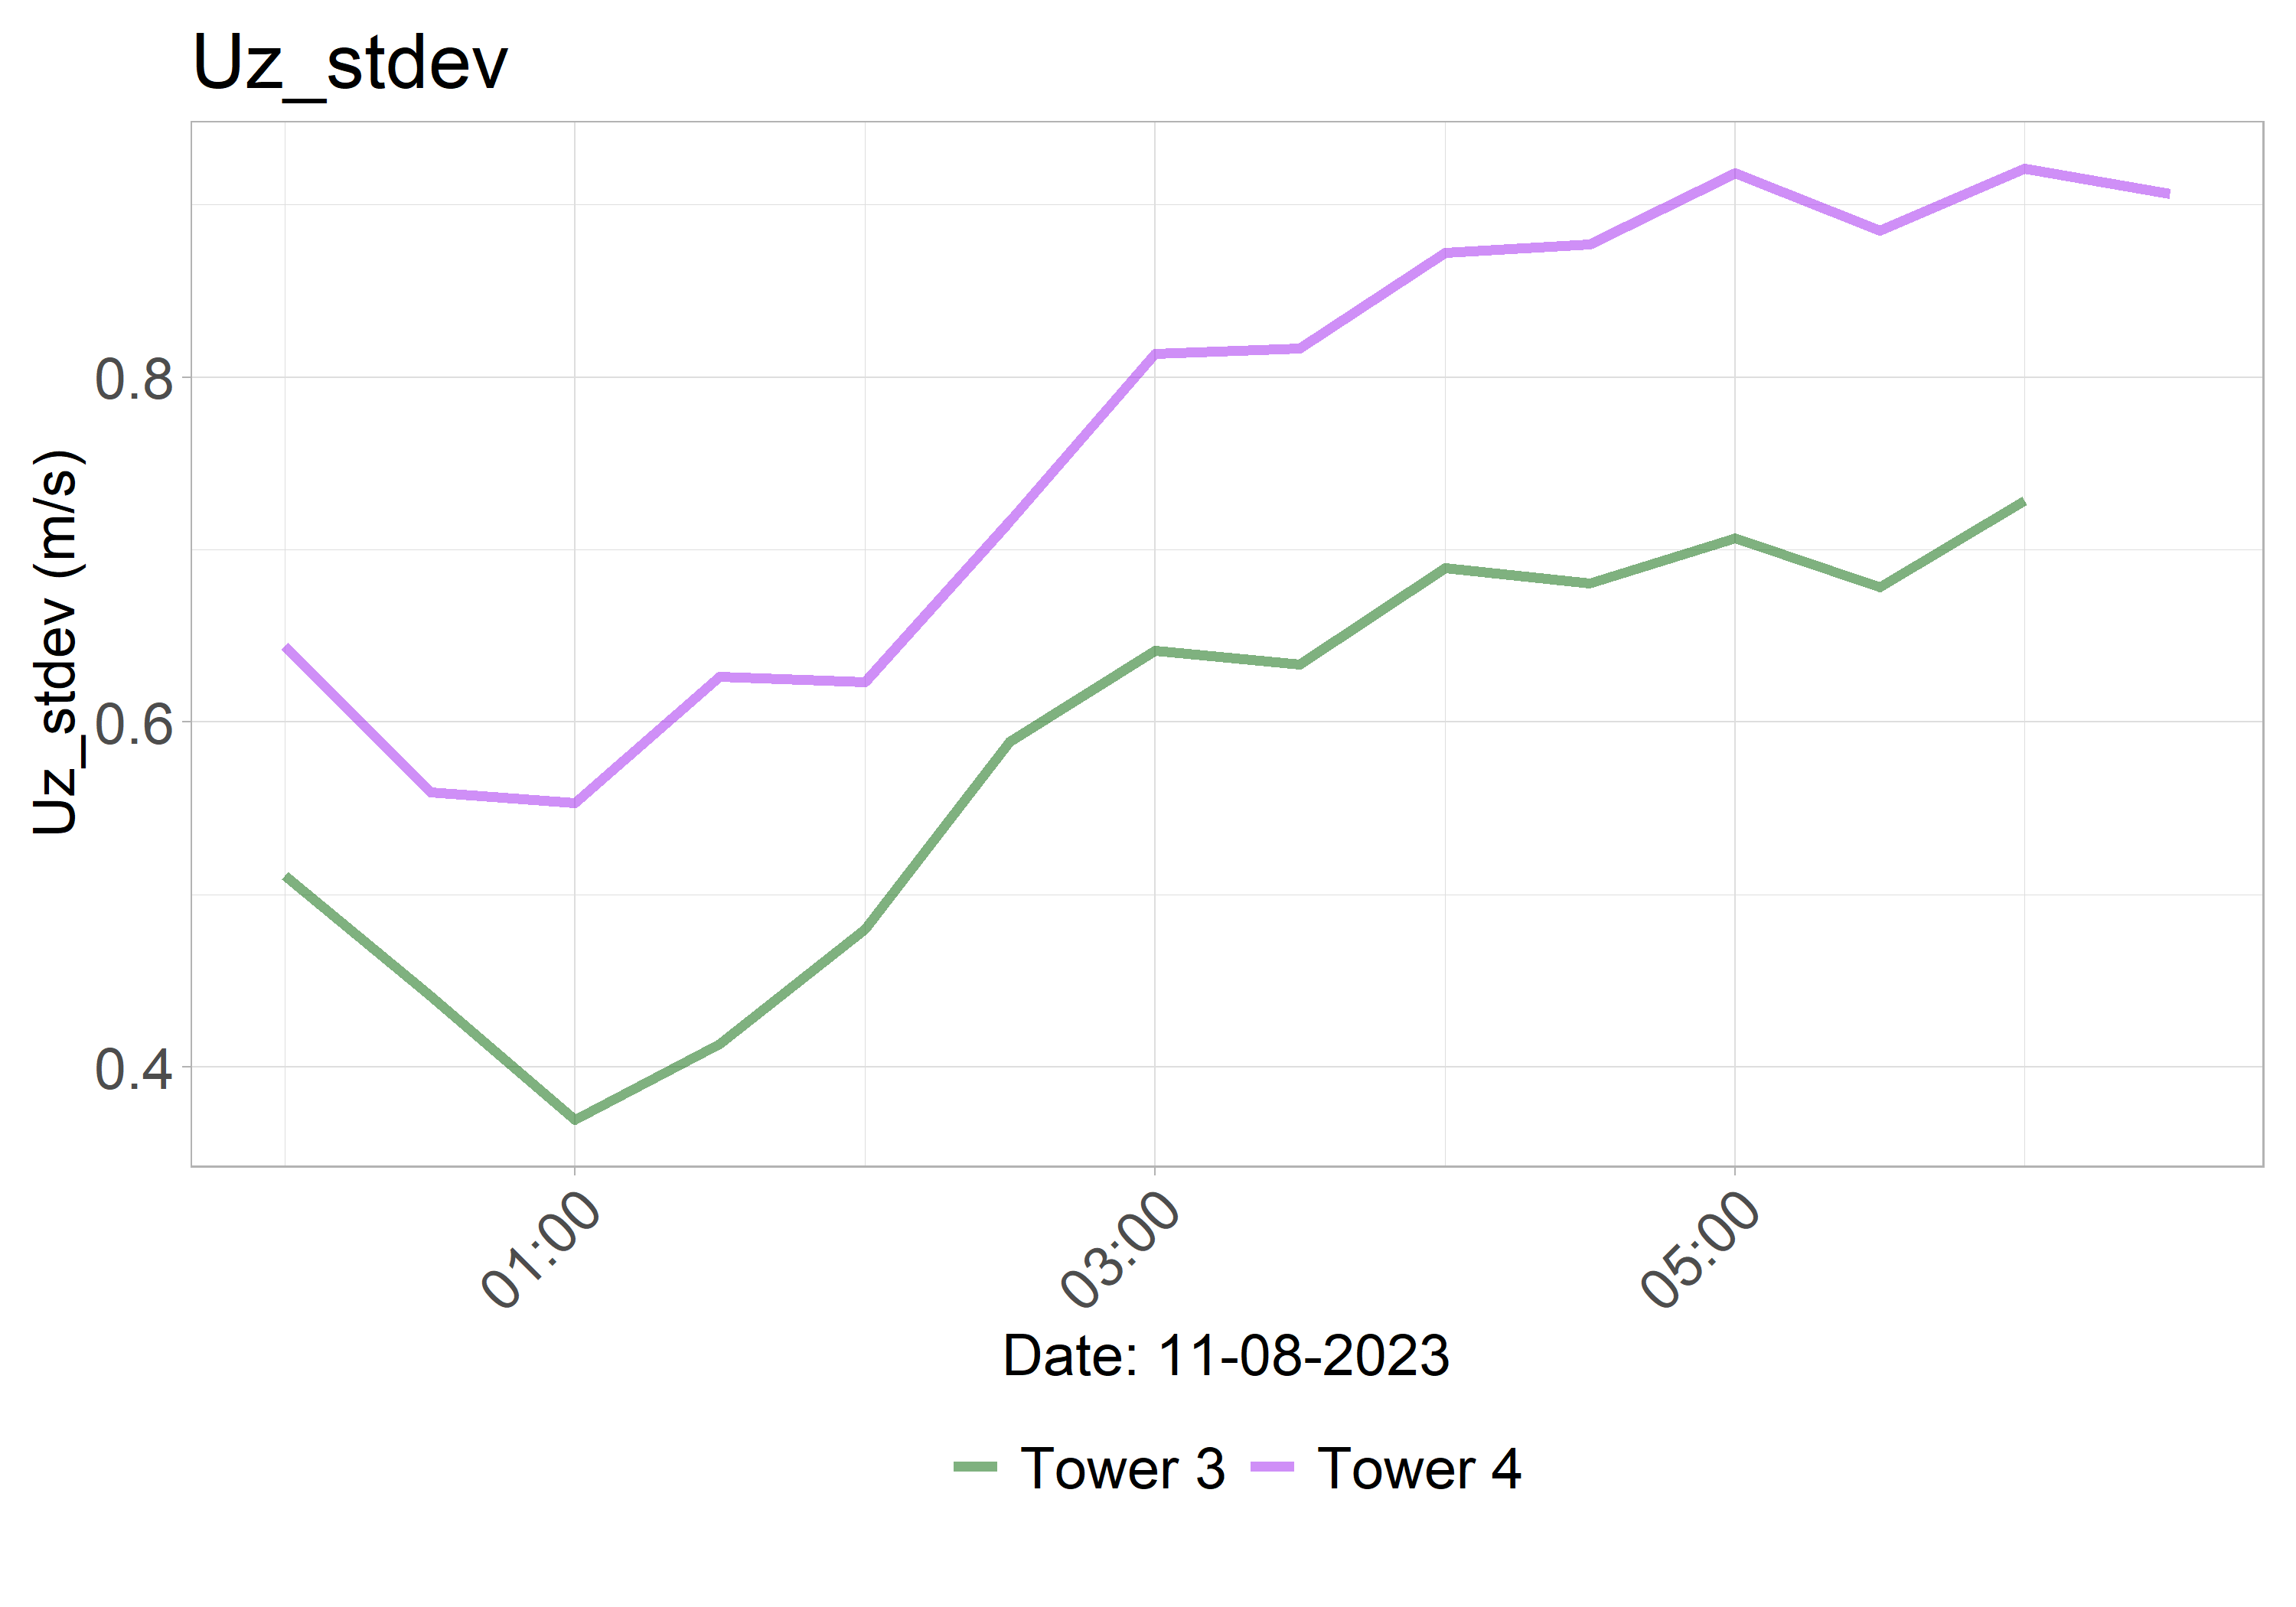 Uz_stdev
Uz_stdev (m/s)
0.8
0.6
0.4
01:00
03:00
05:00
Date: 11-08-2023
Tower 3
Tower 4